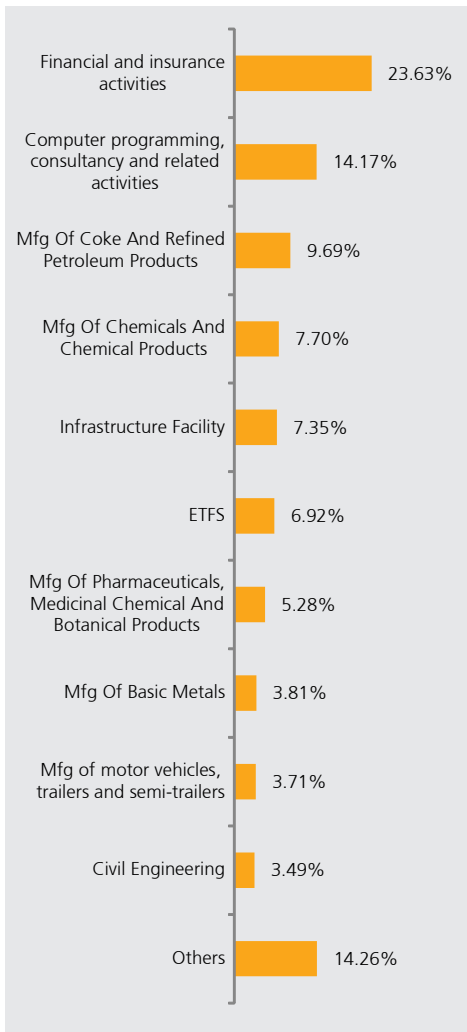 Financial and insurance
activities
23.63%
Computer programming,
consultancy and related
activities
14.17%
Mfg Of Coke And Refined
Petroleum Products
9.69%
Mfg Of Chemicals And
Chemical Products
7.70%
Infrastructure Facility
7.35%
ETFS
6.92%
Mfg Of Pharmaceuticals,
Medicinal Chemical And
Botanical Products
5.28%
Mfg Of Basic Metals
3.81%
Mfg of motor vehicles,
trailers and semi-trailers
3.71%
Civil Engineering
3.49%
Others
14.26%